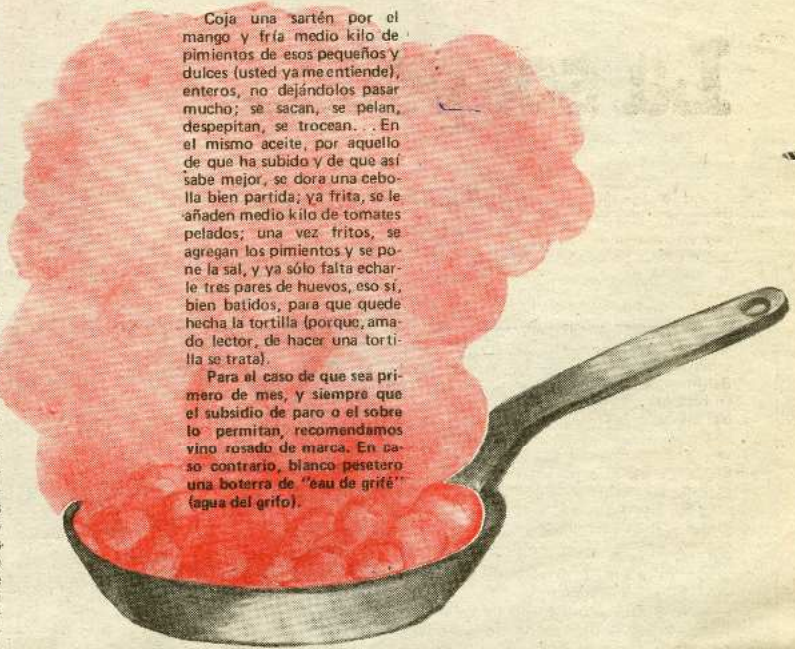 Coja una sartén por el
mango y fría medio kilo de
pimientos de esos pequeños y
dulces (usted ya me entiende),
enteros, no dejándolos pasar
mucho; se sacan, se pelan,
despepitan, se trocean. . . En
el mismo aceite, por aquello
de que ha subido y de que así
sabe mejor, se dora una cebo-
lla bien partida; ya frita, se le
añaden medio kilo de tomates
pelados; una vez fritos, se
agregan los pimientos y se po-
ne la sal, y ya sólo falta echar-
le tres pares de huevos, eso sí,
bien batidos, para que quede
hecha la tortilla (porque, ama-
do lector, de hacer una torti-
lla se trata).
Para el caso de que sea pri-
mero de mes, y siempre que
el subsidio de paro o el sobre
lo permitan, recomendamos
vino rosado de marca. En ca-
so contrario, blanco pesetero
una boterra de "eau de grifé"
(agua del grifo).